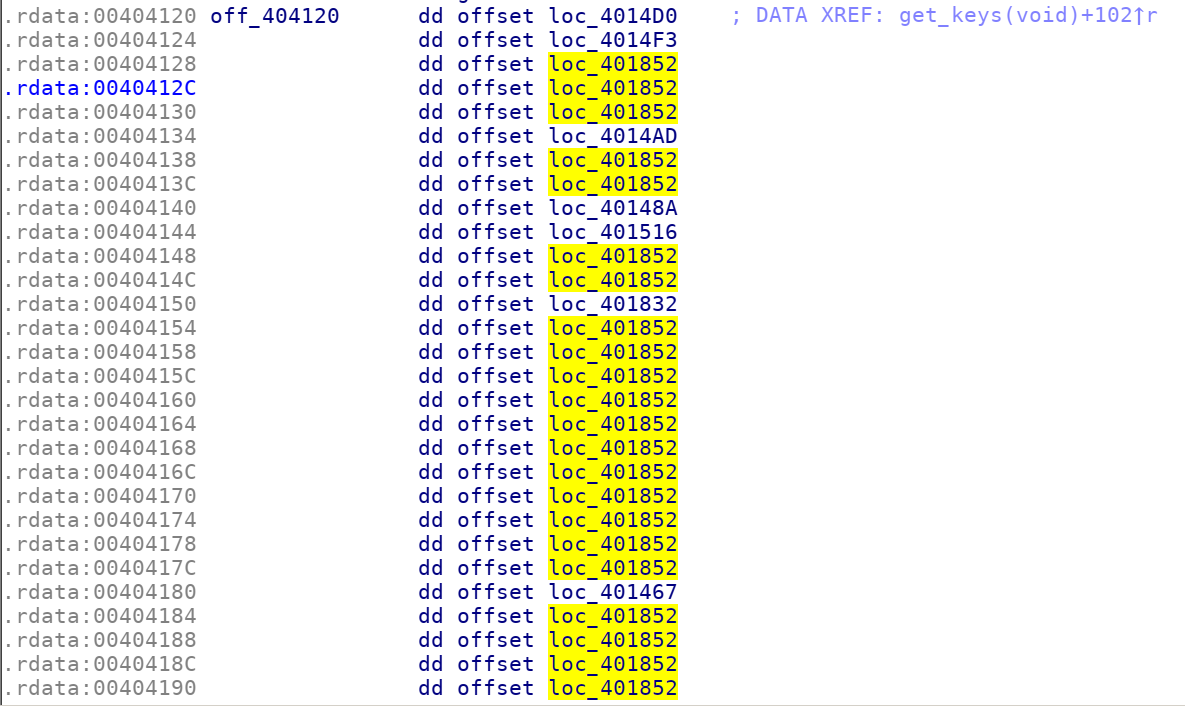 .rdata:00404120 off_404120      dd offset loc_4014D0    ; DATA XREF: get_keys(void)+102↑r
.rdata:00404124                 dd offset loc_4014F3
.rdata:00404128                 dd offset loc_401852
.rdata:0040412C                 dd offset loc_401852
.rdata:00404130                 dd offset loc_401852
.rdata:00404134                 dd offset loc_4014AD
.rdata:00404138                 dd offset loc_401852
.rdata:0040413C                 dd offset loc_401852
.rdata:00404140                 dd offset loc_40148A
.rdata:00404144                 dd offset loc_401516
.rdata:00404148                 dd offset loc_401852
.rdata:0040414C                 dd offset loc_401852
.rdata:00404150                 dd offset loc_401832
.rdata:00404154                 dd offset loc_401852
.rdata:00404158                 dd offset loc_401852
.rdata:0040415C                 dd offset loc_401852
.rdata:00404160                 dd offset loc_401852
.rdata:00404164                 dd offset loc_401852
.rdata:00404168                 dd offset loc_401852
.rdata:0040416C                 dd offset loc_401852
.rdata:00404170                 dd offset loc_401852
.rdata:00404174                 dd offset loc_401852
.rdata:00404178                 dd offset loc_401852
.rdata:0040417C                 dd offset loc_401852
.rdata:00404180                 dd offset loc_401467
.rdata:00404184                 dd offset loc_401852
.rdata:00404188                 dd offset loc_401852
.rdata:0040418C                 dd offset loc_401852
.rdata:00404190                 dd offset loc_401852